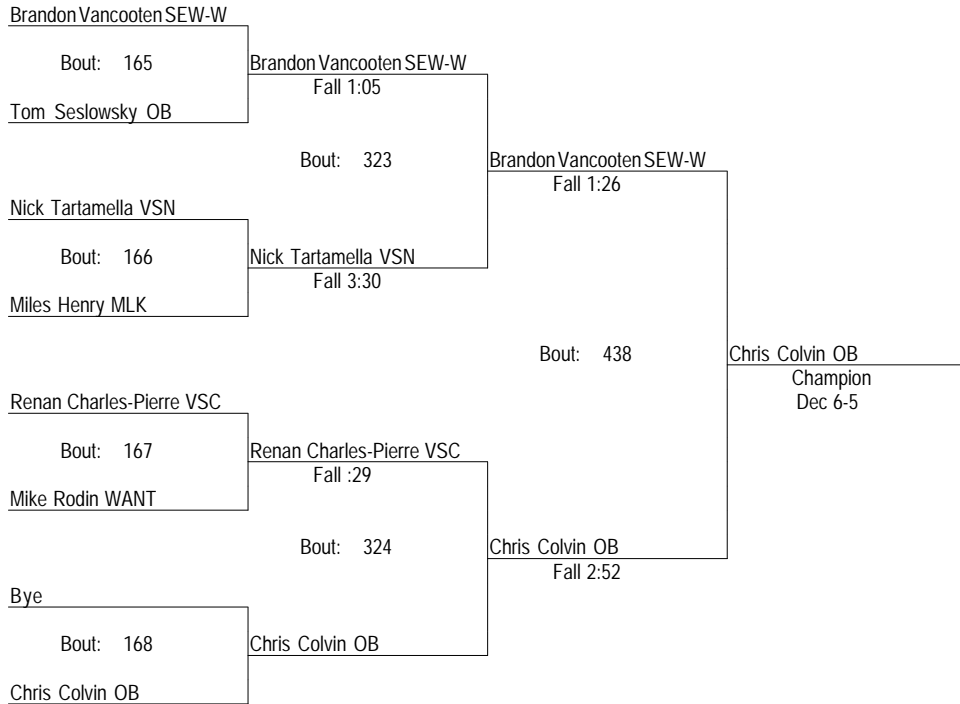 Brandon Vancooten SEW-W
Bout: 165
Brandon Vancooten SEW-W
Fall 1:05
Tom Seslowsky OB
Bout: 323
Brandon Vancooten SEW-W
Fall 1:26
Nick Tartamella VSN
Bout: 166
Nick Tartamella VSN
Fall 3:30
Miles Henry MLK
Bout: 438
Chris Colvin OB
Champion
Dec 6-5
Renan Charles-Pierre VSC
Bout: 167
Renan Charles-Pierre VSC
Fall :29
Mike Rodin WANT
Bout: 324
Chris Colvin OB
Fall 2:52
Bye
Bout: 168
Chris Colvin OB
Chris Colvin OB